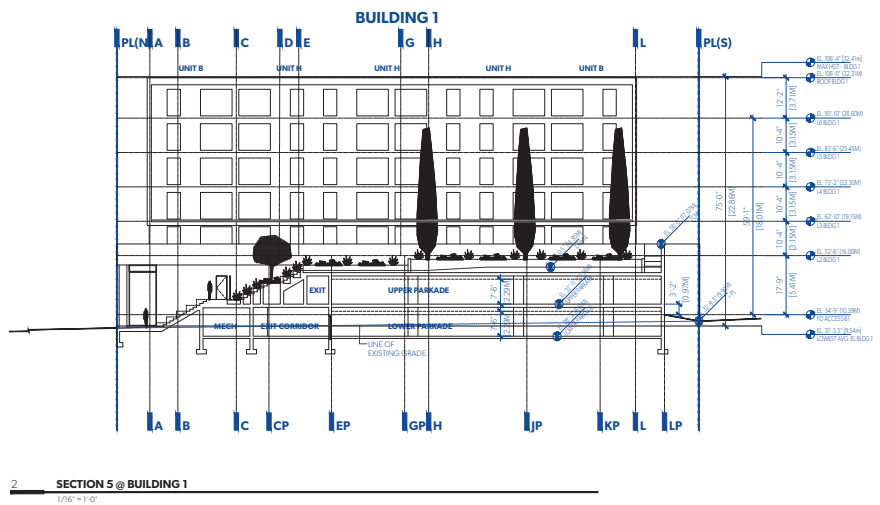 BUILDING 1
PL(N) A B C D E G H L PL(S)
UNIT B UNIT H UNIT H UNIT H UNIT B
EL. 106'-4" [32.41m]
MAX HGT - BLDG 1
EL. 106'-0" [32.31M]
ROOF BLDG 1
12'-2"
[3.71M]
EL. 93'-10" [28.60M]
L6 BLDG 1
10'-4"
[3.15M]
EL. 83'-6" [25.45M]
L5 BLDG 1
10'-4"
[3.15M]
EL. 73'-2" [22.30M]
L4 BLDG 1
10'-4"
[3.15M]
EL. 62'-10" [19.15M]
L3 BLDG 1
10'-4"
[3.15M]
EL. 52'-6" [16.00M]
L2 BLDG 1
17'-9"
[5.41M]
EL. 34'-9" [10.59M]
FD ACCESS B1
EL. 31'-3.5" [9.54m]
LOWEST AVG. EL BLDG 1
75'-0"
[22.86M]
59'-1"
[18.01M]
3'-2"
[0.97M]
EXIT
UPPER PARKADE
7'-6"
[2.29M]
MECH
EXIT CORRIDOR
LOWER PARKADE
LINE OF
EXISTING GRADE
A B C CP EP GP H JP KP L LP
2 SECTION 5 @ BUILDING 1
1/16" = 1'-0"